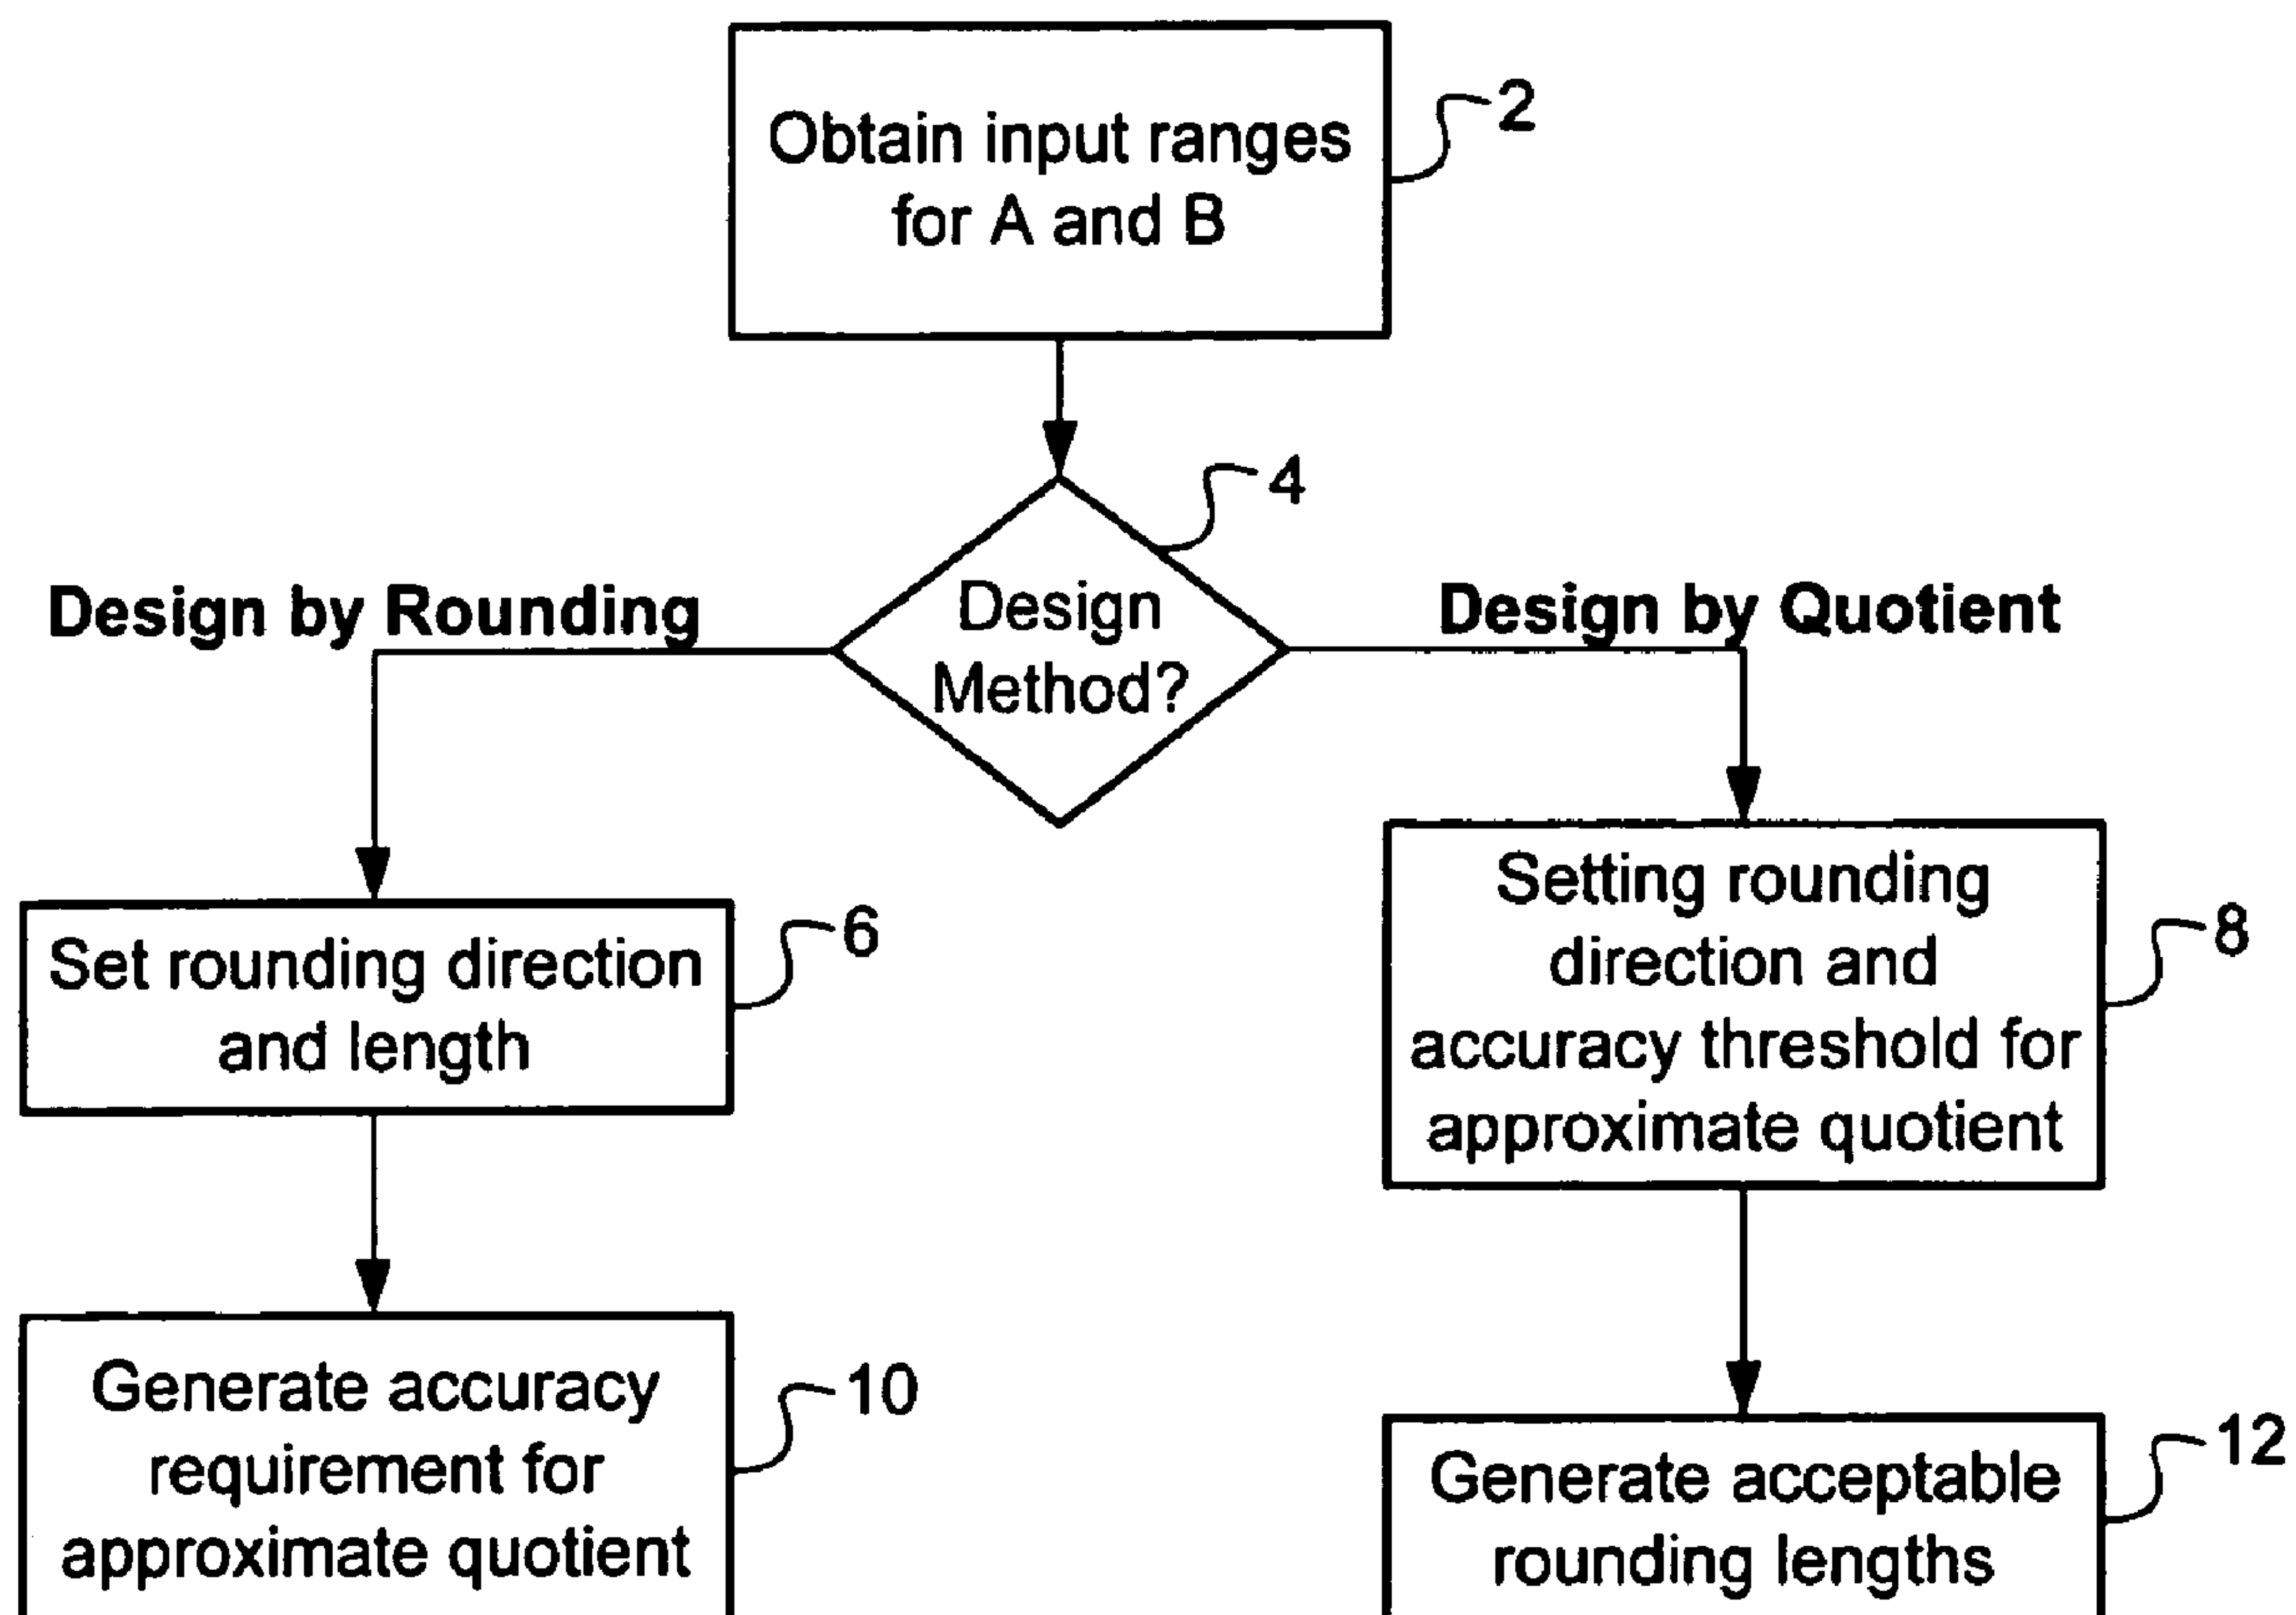 Obtain input ranges
for A and B
2
4
Design by Rounding
Design
Method?
Design by Quotient
Set rounding direction
and length
6
Setting rounding
direction and
accuracy threshold for
approximate quotient
8
Generate accuracy
requirement for
approximate quotient
10
Generate acceptable
rounding lengths
12